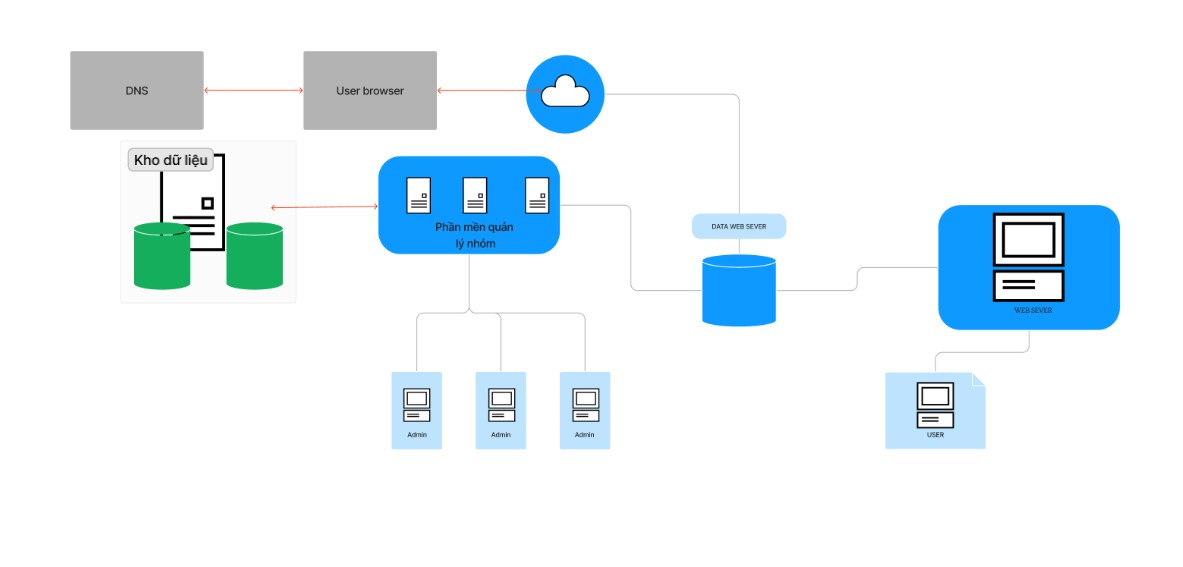 DNS
User browser
Kho dữ liệu
Phần mền quản
lý nhóm
DATA WEB SEVER
WEB SEVER
Admin
Admin
Admin
USER